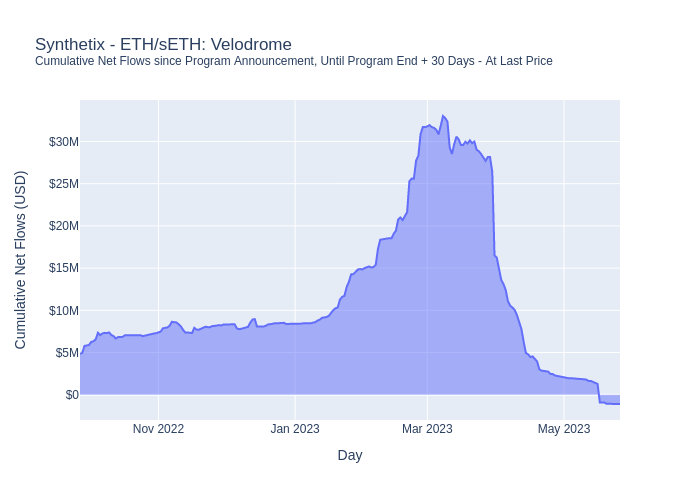 Synthetix - ETH/sETH: Velodrome
Cumulative Net Flows since Program Announcement, Until Program End + 30 Days - At Last Price
Cumulative Net Flows (USD)
$30M
$25M
$20M
$15M
$10M
$5M
$0
Nov 2022
Jan 2023
Mar 2023
May 2023
Day